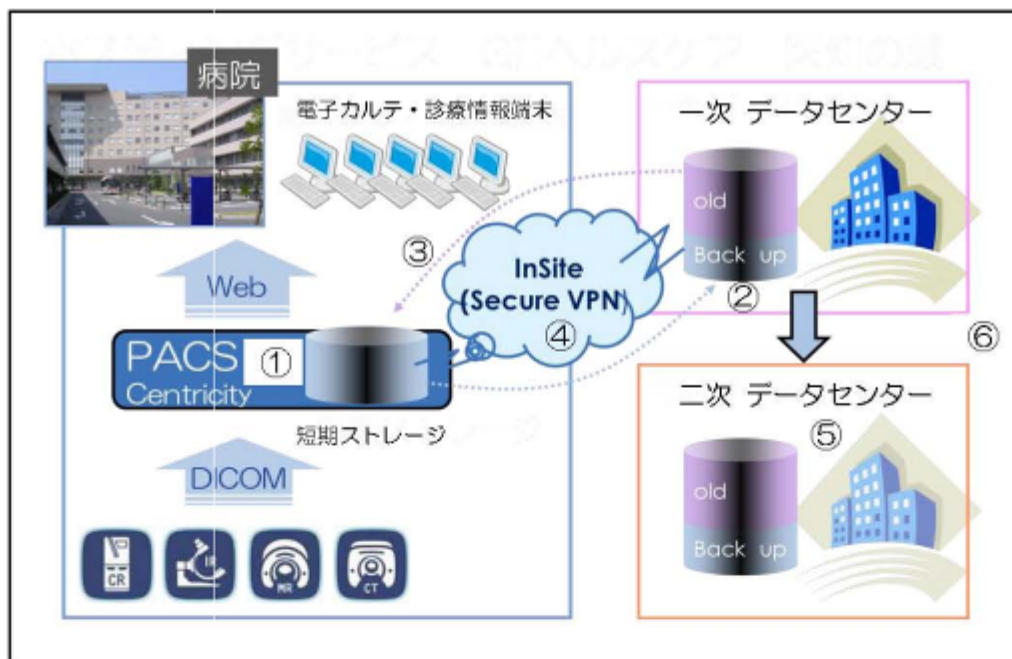 病院
電子カルテ・診療情報端末
一次 データセンター
old
Back up
②
③
InSite
(Secure VPN)
④
Web
PACS
Centricity
①
短期ストレージ
DICOM
CR
MR
CT
⑥
二次 データセンター
⑤
old
Back up